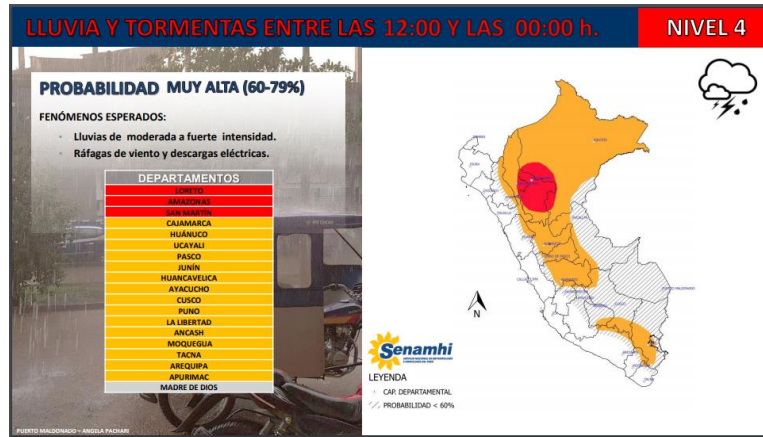 LLUVIA Y TORMENTAS ENTRE LAS 12:00 Y LAS 00:00 h.
NIVEL 4
PROBABILIDAD MUY ALTA (60-79%)
FENÓMENOS ESPERADOS:
- Lluvias de moderada a fuerte intensidad.
- Ráfagas de viento y descargas eléctricas.
DEPARTAMENTOS
LORETO
AMAZONAS
SAN MARTÍN
CAJAMARCA
HUÁNUCO
UCAYALI
PASCO
JUNÍN
HUANCAVELICA
AYACUCHO
CUSCO
PUNO
LA LIBERTAD
ANCASH
MOQUEGUA
TACNA
AREQUIPA
APURIMAC
MADRE DE DIOS
PUERTO MALDONADO – ANGELA PACHARI
PUERTO MALDONADO
N
Senamhi
LEYENDA
CAP. DEPARTAMENTAL
PROBABILIDAD < 60%